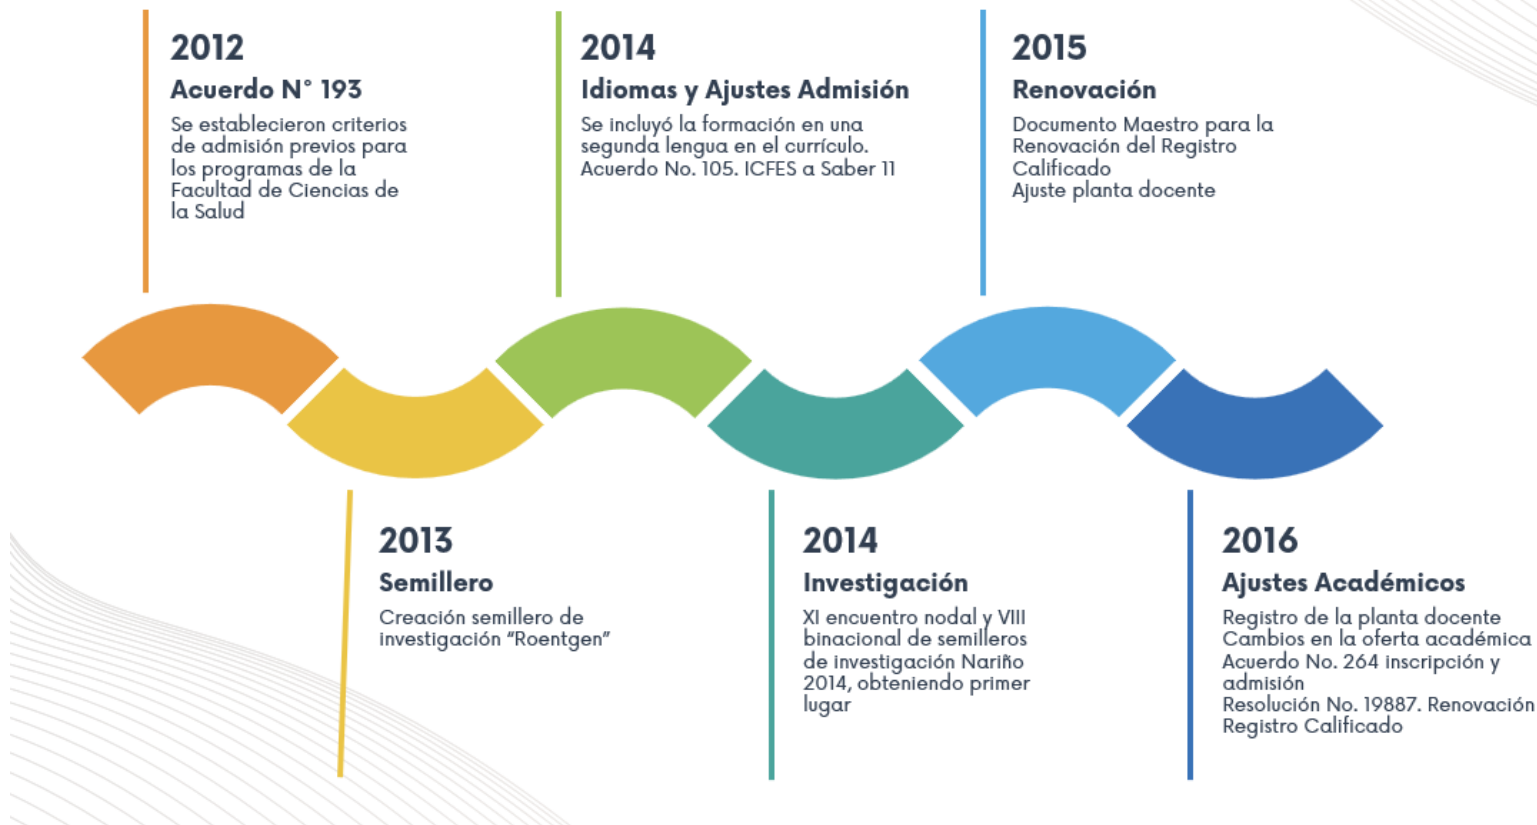 2012
Acuerdo N° 193
Se establecieron criterios
de admisión previos para
los programas de la
Facultad de Ciencias de
la Salud
2013
Semillero
Creación semillero de
investigación “Roentgen”
2014
Idiomas y Ajustes Admisión
Se incluyó la formación en una
segunda lengua en el currículo.
Acuerdo No. 105. ICFES a Saber 11
2014
Investigación
XI encuentro nodal y VIII
binacional de semilleros
de investigación Nariño
2014, obteniendo primer
lugar
2015
Renovación
Documento Maestro para la
Renovación del Registro
Calificado
Ajuste planta docente
2016
Ajustes Académicos
Registro de la planta docente
Cambios en la oferta académica
Acuerdo No. 264 inscripción y
admisión
Resolución No. 19887. Renovación
Registro Calificado